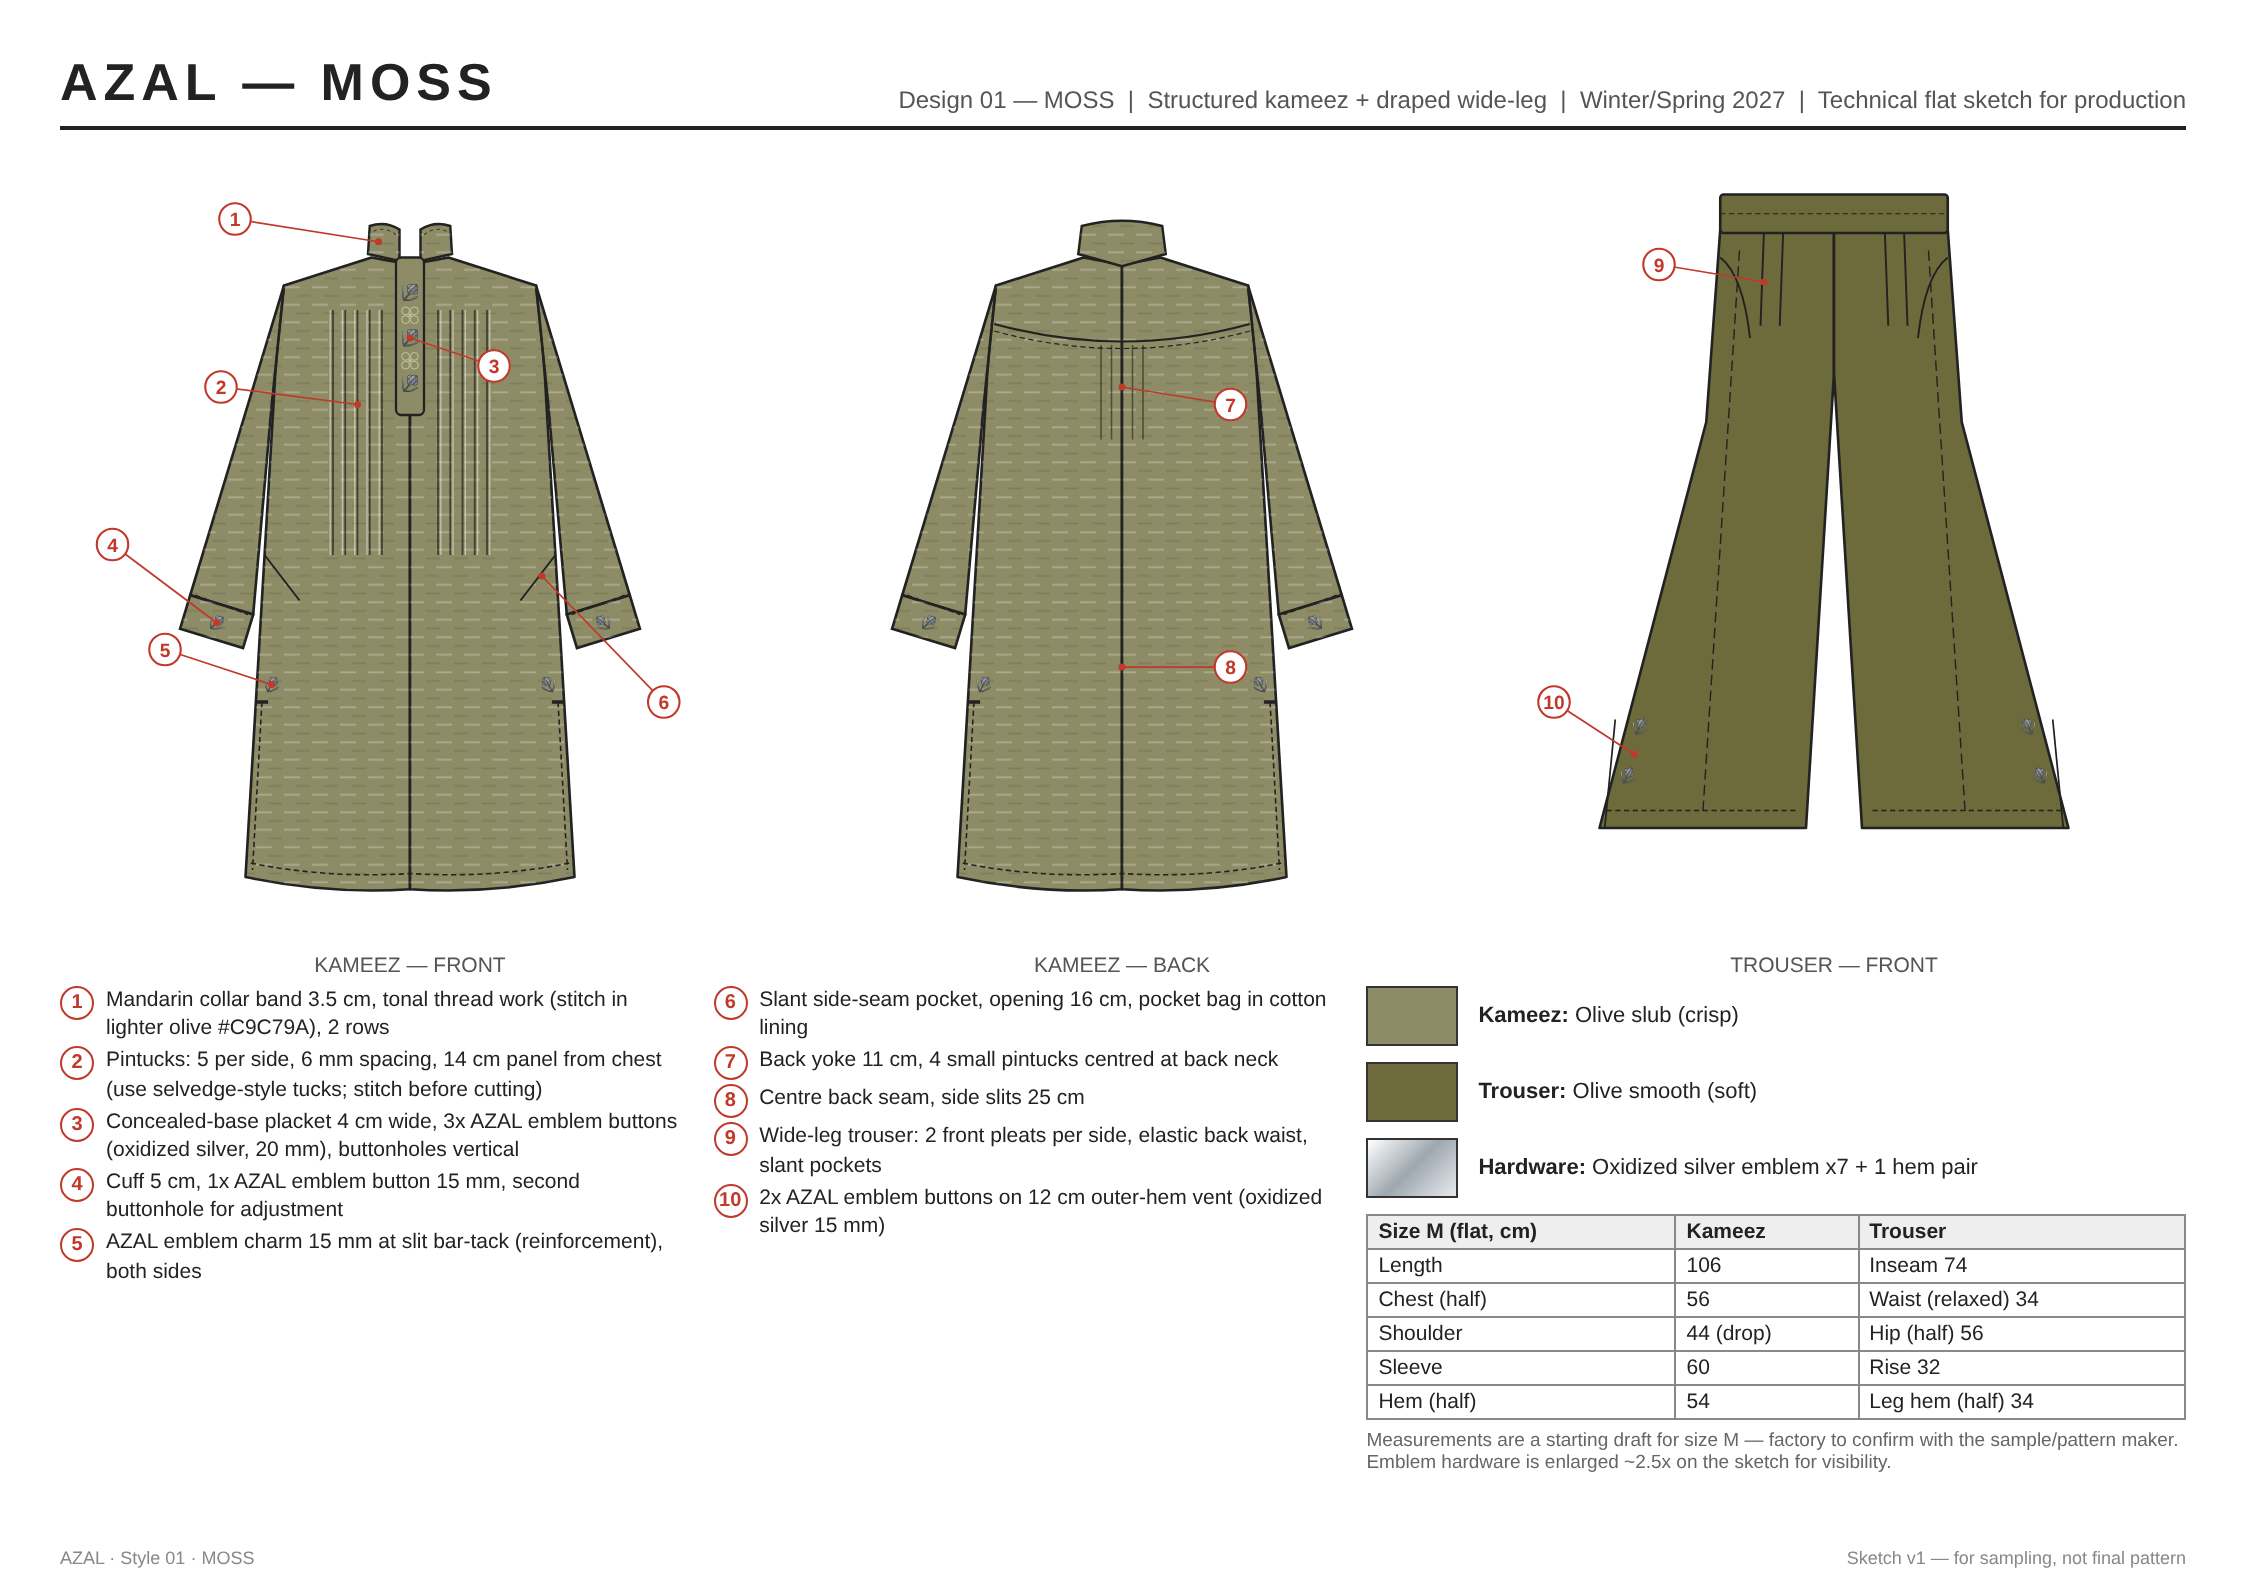 AZAL — MOSS
Design 01 — MOSS | Structured kameez + draped wide-leg | Winter/Spring 2027 | Technical flat sketch for production
1
2
3
4
5
6
7
8
9
10
KAMEEZ — FRONT
KAMEEZ — BACK
TROUSER — FRONT
1 Mandarin collar band 3.5 cm, tonal thread work (stitch in
lighter olive #C9C79A), 2 rows
2 Pintucks: 5 per side, 6 mm spacing, 14 cm panel from chest
(use selvedge-style tucks; stitch before cutting)
3 Concealed-base placket 4 cm wide, 3x AZAL emblem buttons
(oxidized silver, 20 mm), buttonholes vertical
4 Cuff 5 cm, 1x AZAL emblem button 15 mm, second
buttonhole for adjustment
5 AZAL emblem charm 15 mm at slit bar-tack (reinforcement),
both sides
6 Slant side-seam pocket, opening 16 cm, pocket bag in cotton
lining
7 Back yoke 11 cm, 4 small pintucks centred at back neck
8 Centre back seam, side slits 25 cm
9 Wide-leg trouser: 2 front pleats per side, elastic back waist,
slant pockets
10 2x AZAL emblem buttons on 12 cm outer-hem vent (oxidized
silver 15 mm)
Kameez: Olive slub (crisp)
Trouser: Olive smooth (soft)
Hardware: Oxidized silver emblem x7 + 1 hem pair
Size M (flat, cm) Kameez Trouser
Length 106 Inseam 74
Chest (half) 56 Waist (relaxed) 34
Shoulder 44 (drop) Hip (half) 56
Sleeve 60 Rise 32
Hem (half) 54 Leg hem (half) 34
Measurements are a starting draft for size M — factory to confirm with the sample/pattern maker.
Emblem hardware is enlarged ~2.5x on the sketch for visibility.
AZAL · Style 01 · MOSS
Sketch v1 — for sampling, not final pattern